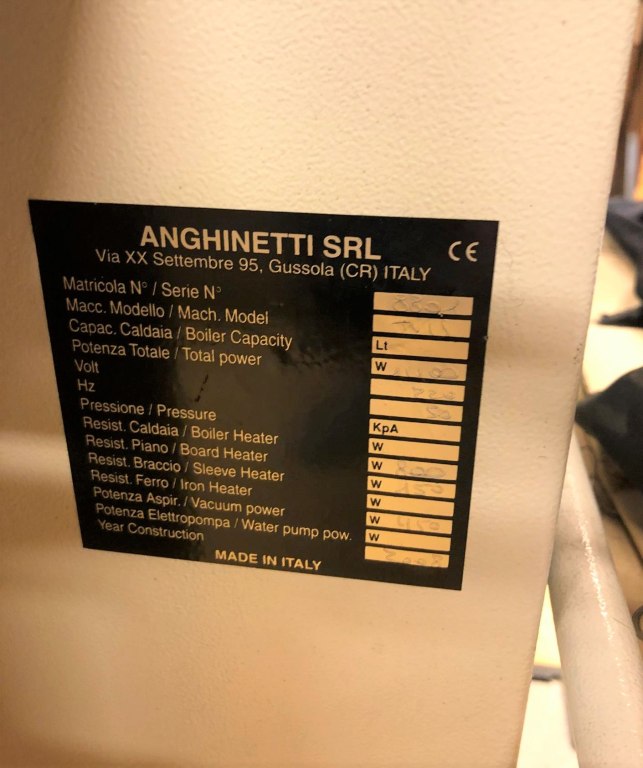 ANGHINETTI SRL CE
Via XX Settembre 95, Gussola (CR) ITALY
Matricola N° / Serie N°
Macc. Modello / Mach. Model
Capac. Caldaia / Boiler Capacity Lt
Potenza Totale / Total power W
Volt
Hz
Pressione / Pressure KpA
Resist. Caldaia / Boiler Heater W
Resist. Piano / Board Heater W
Resist. Braccio / Sleeve Heater W
Resist. Ferro / Iron Heater W
Potenza Aspir. / Vacuum power W
Potenza Elettropompa / Water pump pow. W
Year Construction
MADE IN ITALY